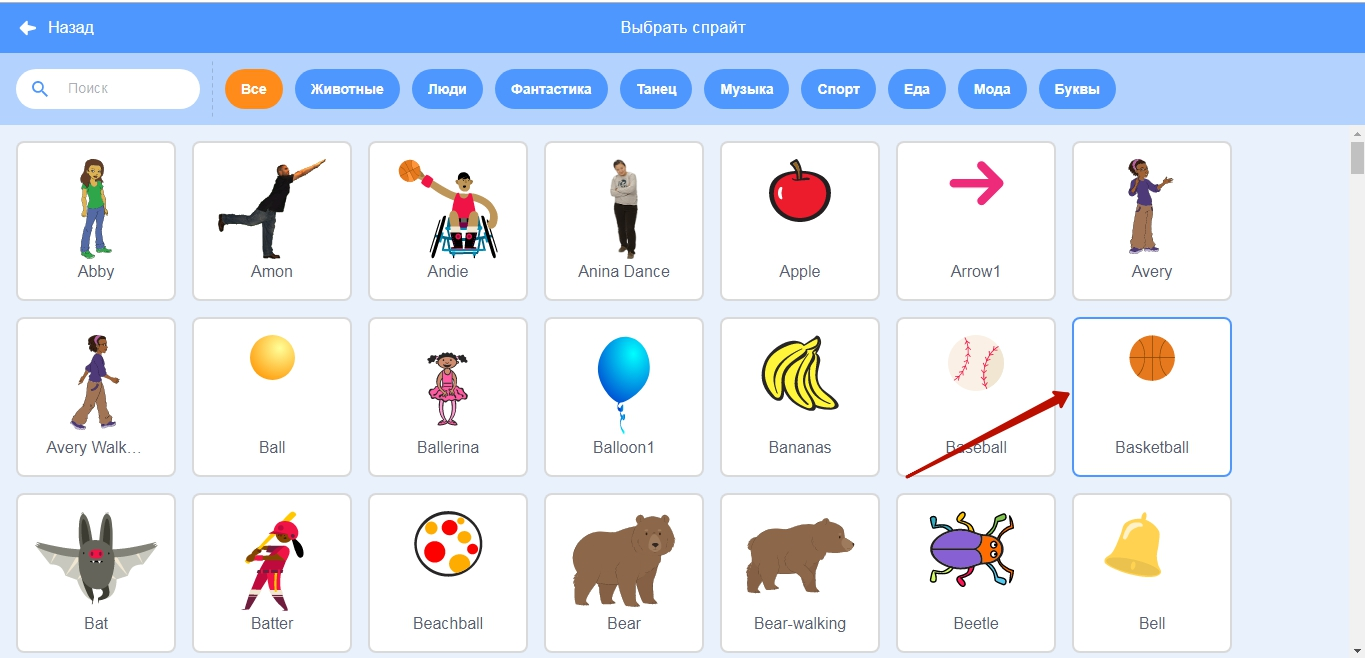 Назад
Выбрать спрайт
Поиск
Все
Животные
Люди
Фантастика
Танец
Музыка
Спорт
Еда
Мода
Буквы
Abby
Amon
Andie
Anina Dance
Apple
Arrow1
Avery
Avery Walk...
Ball
Ballerina
Balloon1
Bananas
Baseball
Basketball
Bat
Batter
Beachball
Bear
Bear-walking
Beetle
Bell